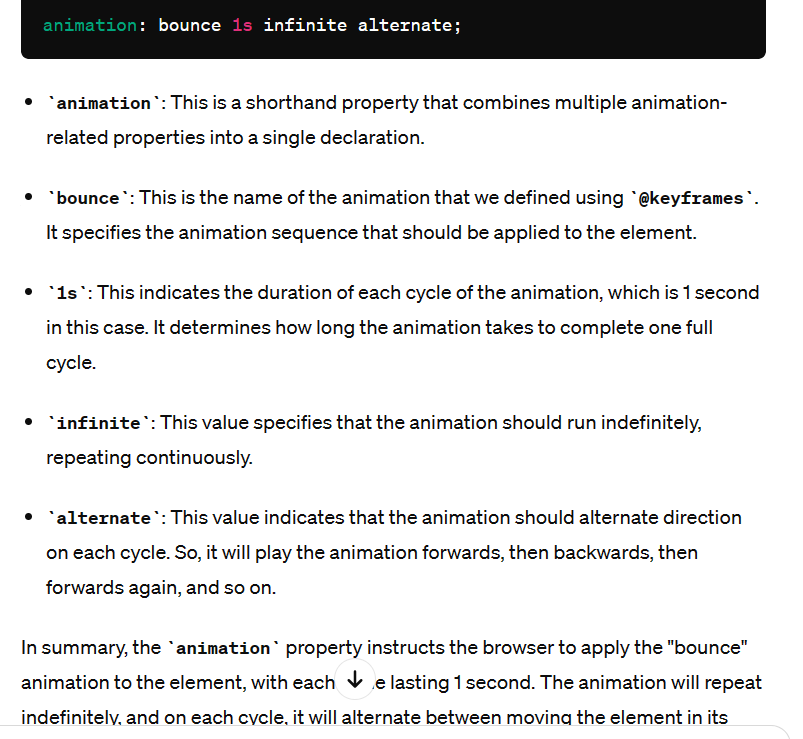 animation: bounce 1s infinite alternate;
`animation`: This is a shorthand property that combines multiple animation-
related properties into a single declaration.
`bounce`: This is the name of the animation that we defined using `@keyframes`.
It specifies the animation sequence that should be applied to the element.
`1s`: This indicates the duration of each cycle of the animation, which is 1 second
in this case. It determines how long the animation takes to complete one full
cycle.
`infinite`: This value specifies that the animation should run indefinitely,
repeating continuously.
`alternate`: This value indicates that the animation should alternate direction
on each cycle. So, it will play the animation forwards, then backwards, then
forwards again, and so on.
In summary, the `animation` property instructs the browser to apply the "bounce"
animation to the element, with each lasting 1 second. The animation will repeat
indefinitely, and on each cycle, it will alternate between moving the element in its